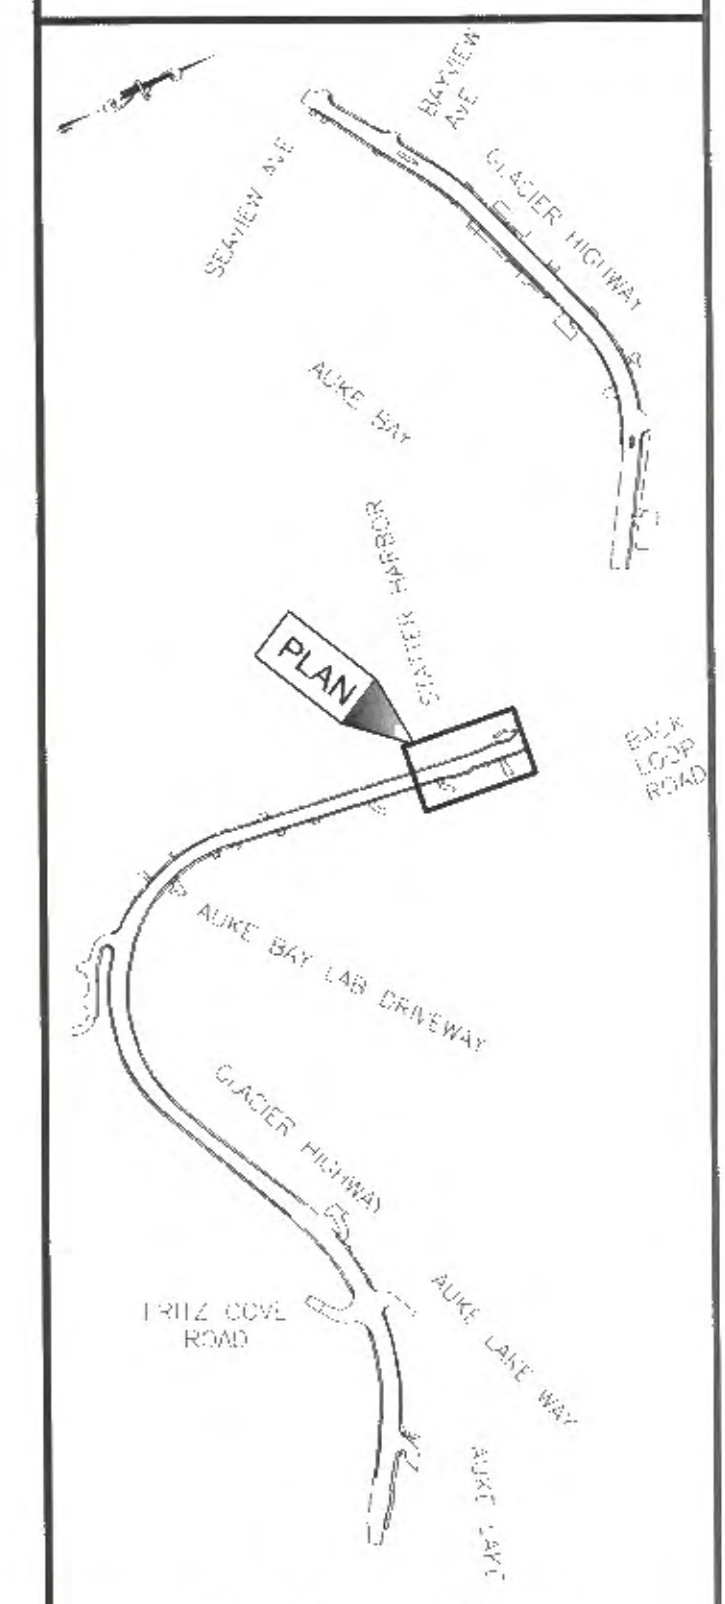 BAYVIEW
AVE
SEAVIEW AVE
GLACIER HIGHWAY
AUKE BAY
STATTER HARBOR
PLAN
BACK
LOOP
ROAD
AUKE BAY LAB DRIVEWAY
GLACIER HIGHWAY
FRITZ COVE
ROAD
AUKE LAKE WAY
AUKE LAKE